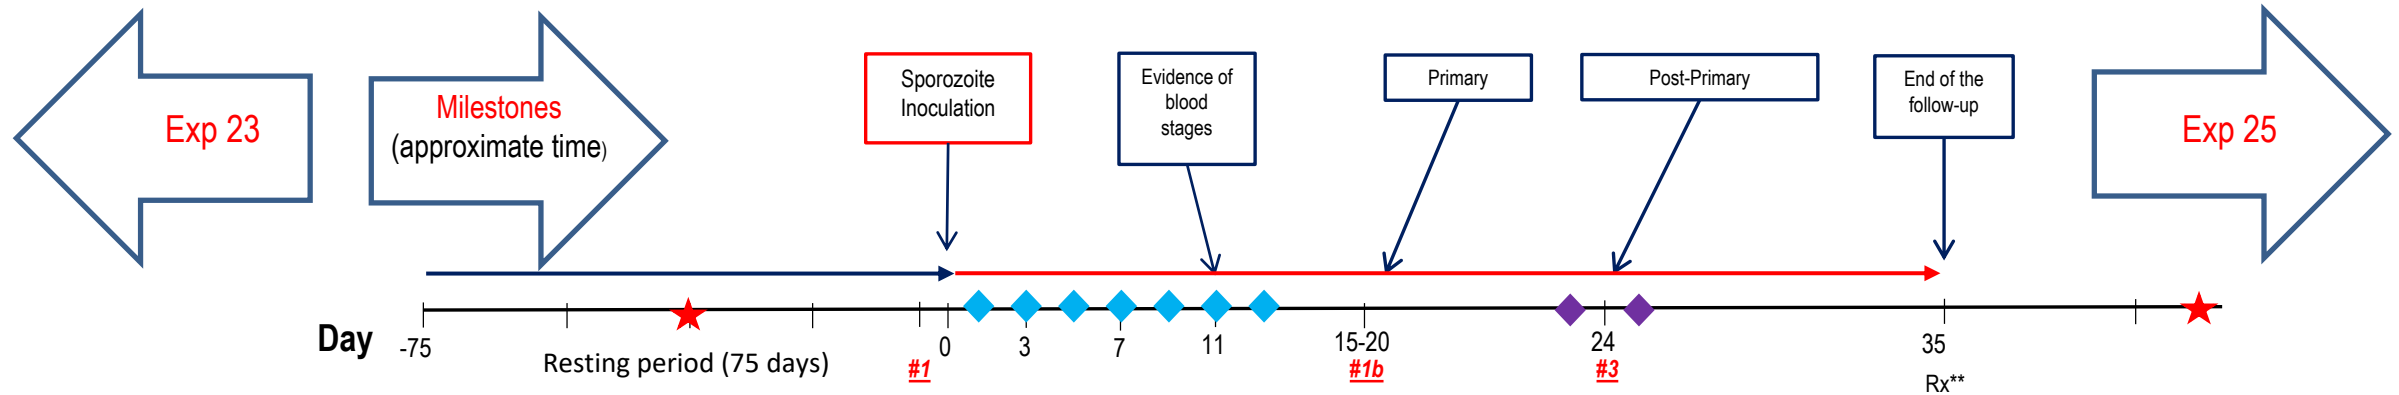 Exp 23
Milestones
(approximate time)
Sporozoite
Inoculation
Evidence of
blood
stages
Primary
Post-Primary
End of the
follow-up
Exp 25
Day
-75
0
3
7
11
15-20
24
35
Resting period (75 days)
#1
#1b
#3
Rx**